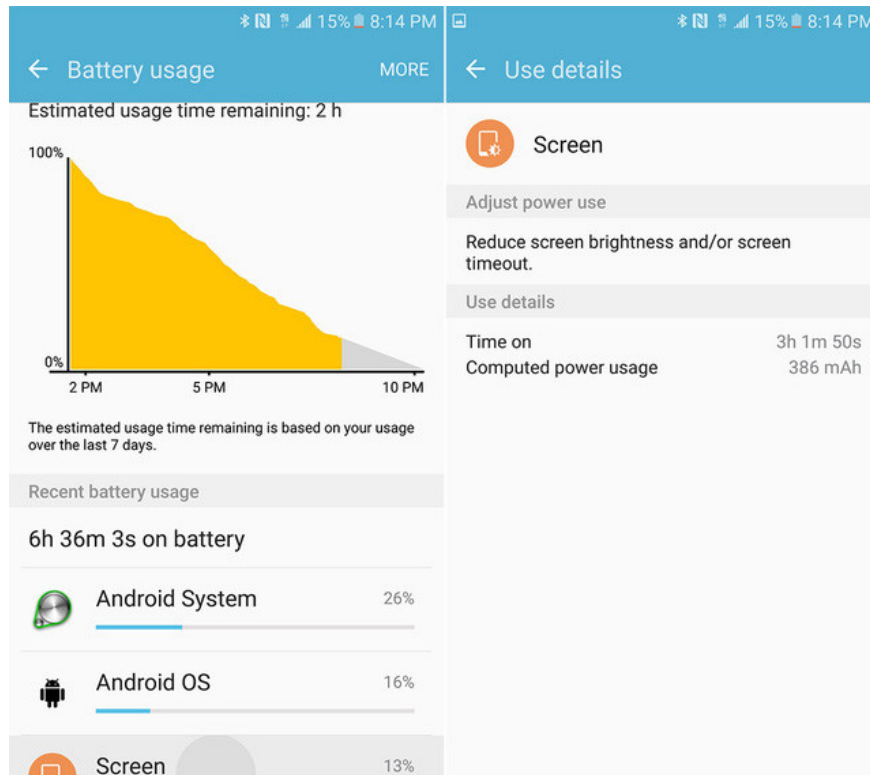 15% 8:14 PM
Battery usage MORE
Estimated usage time remaining: 2 h
100%
0%
2 PM 5 PM 10 PM
The estimated usage time remaining is based on your usage
over the last 7 days.
Recent battery usage
6h 36m 3s on battery
Android System 26%
Android OS 16%
Screen 13%
15% 8:14 PM
Use details
Screen
Adjust power use
Reduce screen brightness and/or screen
timeout.
Use details
Time on 3h 1m 50s
Computed power usage 386 mAh